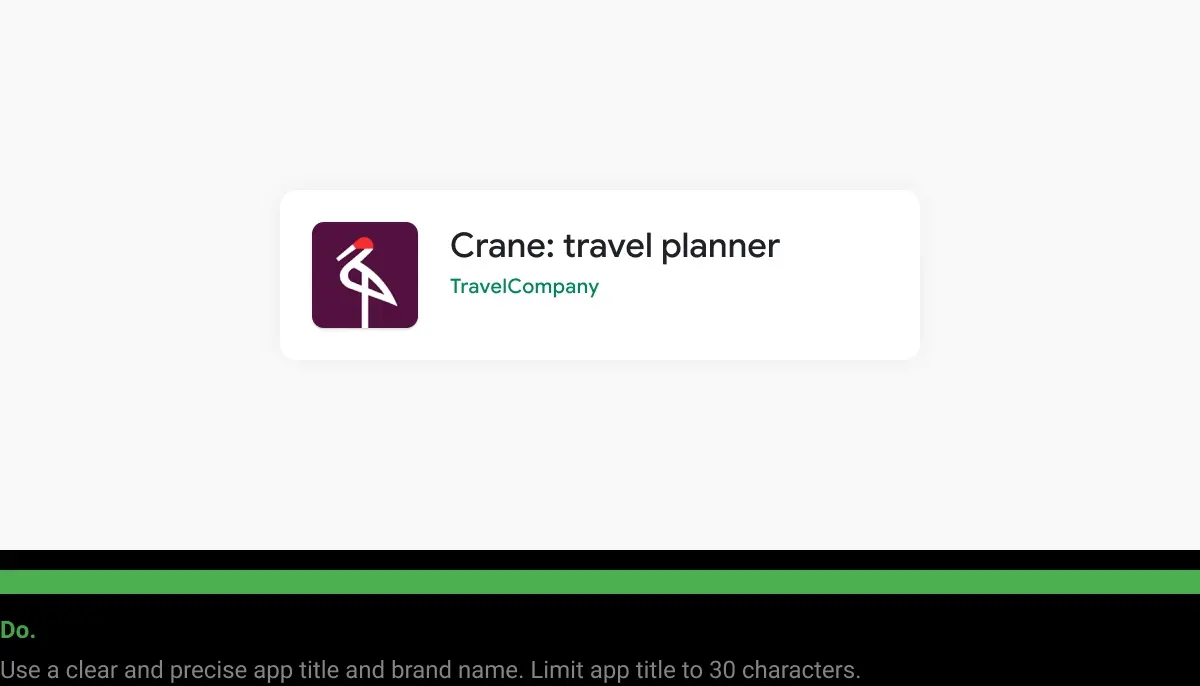 Crane: travel planner
TravelCompany
Do.
Use a clear and precise app title and brand name. Limit app title to 30 characters.